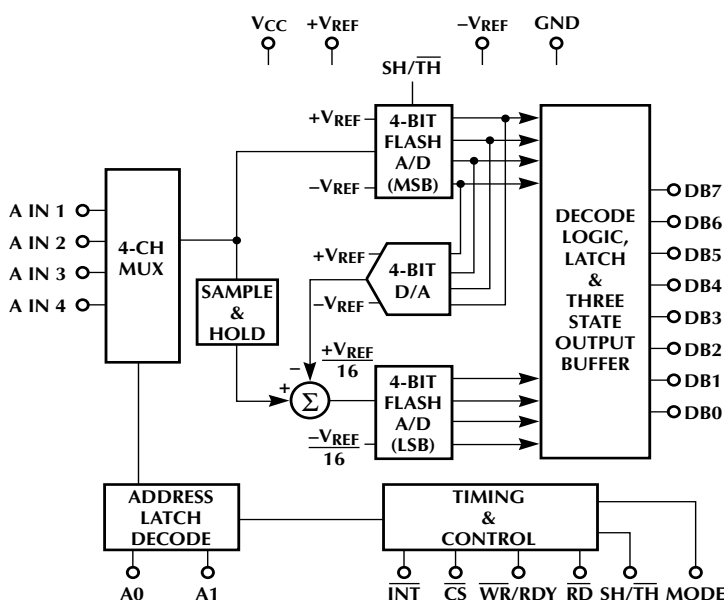 VCC +VREF −VREF GND
SH/TH
+VREF
−VREF
4-BIT
FLASH
A/D
(MSB)
A IN 1
A IN 2
A IN 3
A IN 4
4-CH
MUX
SAMPLE
&
HOLD
+VREF
−VREF
4-BIT
D/A
DECODE
LOGIC,
LATCH
&
THREE
STATE
OUTPUT
BUFFER
DB7
DB6
DB5
DB4
DB3
DB2
DB1
DB0
−
+
Σ
+VREF
16
−VREF
16
4-BIT
FLASH
A/D
(LSB)
ADDRESS
LATCH
DECODE
TIMING
&
CONTROL
A0 A1 INT CS WR/RDY RD SH/TH MODE